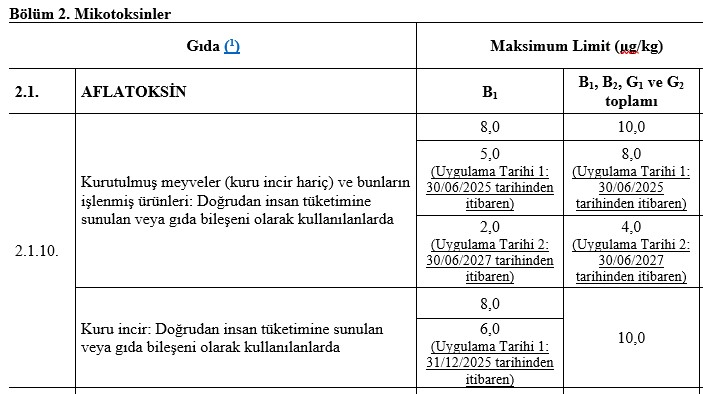 Bölüm 2. Mikotoksinler
Gıda (¹)
Maksimum Limit (µg/kg)
2.1.
AFLATOKSİN
B₁
B₁, B₂, G₁ ve G₂
toplamı
2.1.10.
Kurutulmuş meyveler (kuru incir hariç) ve bunların
işlenmiş ürünleri: Doğrudan insan tüketimine
sunulan veya gıda bileşeni olarak kullanılanlarda
8,0
10,0
5,0
(Uygulama Tarihi 1:
30/06/2025 tarihinden
itibaren)
8,0
(Uygulama Tarihi 1:
30/06/2025
tarihinden itibaren)
2,0
(Uygulama Tarihi 2:
30/06/2027 tarihinden
itibaren)
4,0
(Uygulama Tarihi 2:
30/06/2027
tarihinden itibaren)
Kuru incir: Doğrudan insan tüketimine sunulan
veya gıda bileşeni olarak kullanılanlarda
8,0
6,0
(Uygulama Tarihi 1:
31/12/2025 tarihinden
itibaren)
10,0